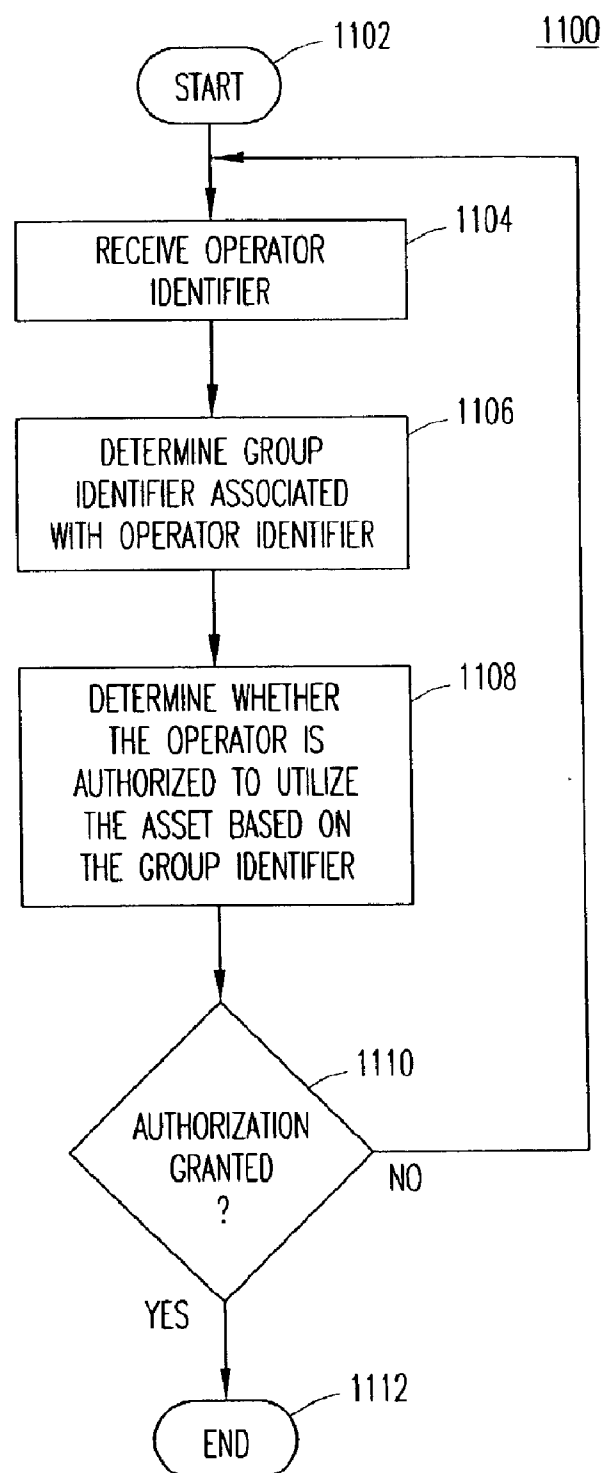 1100
1102
START
1104
RECEIVE OPERATOR
IDENTIFIER
1106
DETERMINE GROUP
IDENTIFIER ASSOCIATED
WITH OPERATOR IDENTIFIER
1108
DETERMINE WHETHER
THE OPERATOR IS
AUTHORIZED TO UTILIZE
THE ASSET BASED ON
THE GROUP IDENTIFIER
1110
AUTHORIZATION
GRANTED
?
NO
YES
1112
END